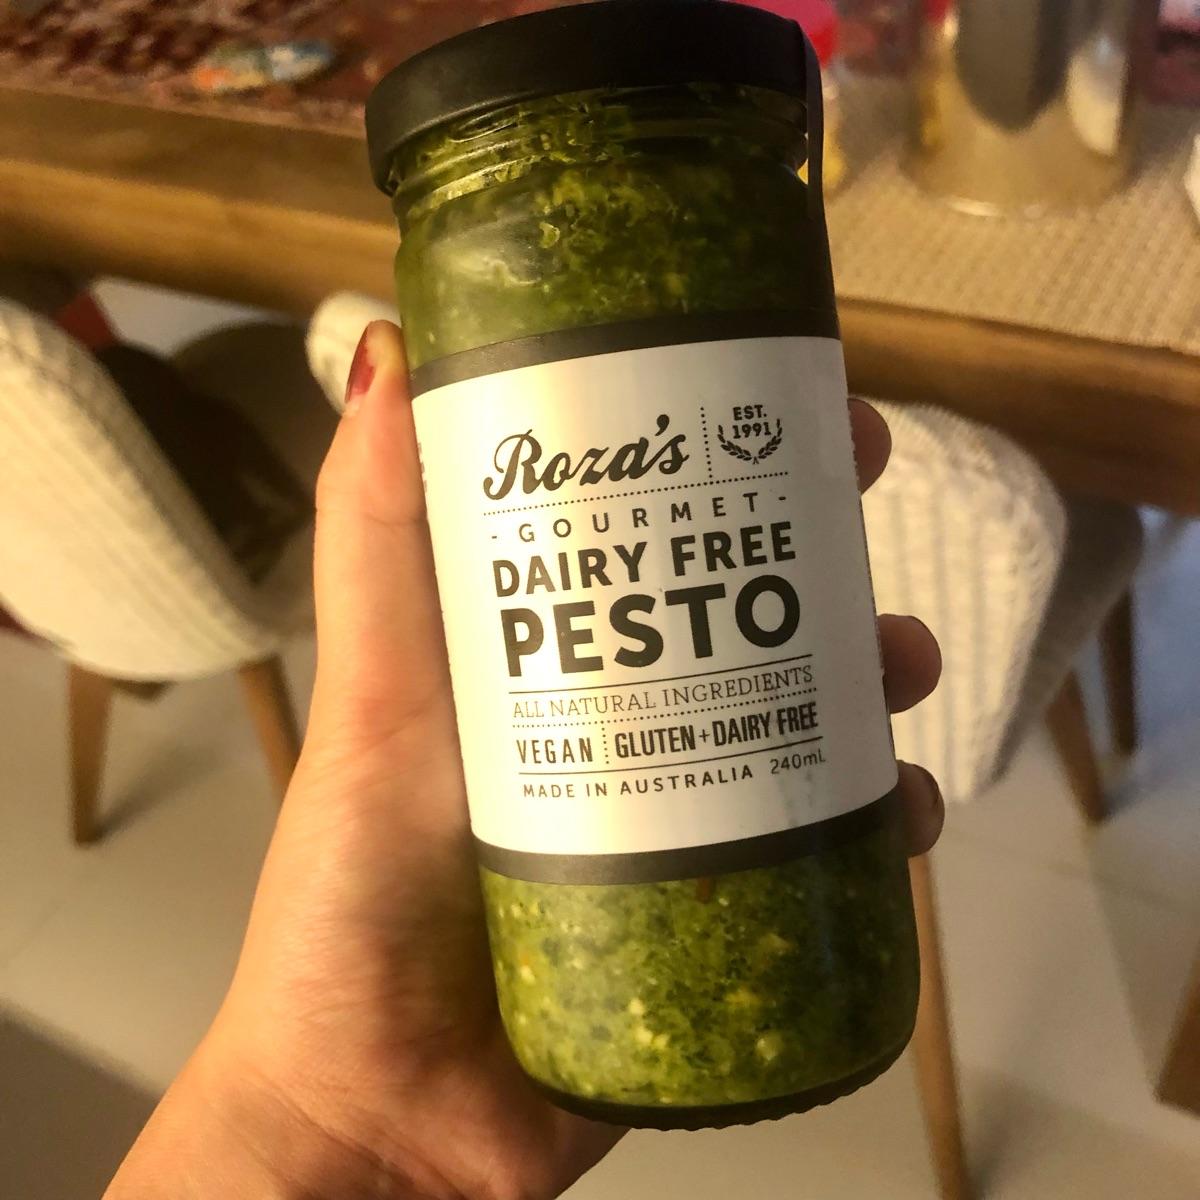 Roza's
EST.
1991
- GOURMET -
DAIRY FREE
PESTO
ALL NATURAL INGREDIENTS
VEGAN
GLUTEN+DAIRY FREE
MADE IN AUSTRALIA 240mL